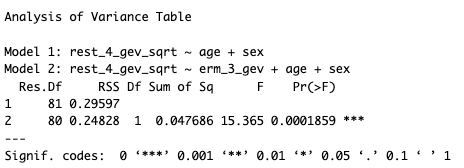 Analysis of Variance Table
Model 1: rest_4_gev_sqrt ~ age + sex
Model 2: rest_4_gev_sqrt ~ erm_3_gev + age + sex
Res.Df RSS Df Sum of Sq F Pr(>F)
1 81 0.29597
2 80 0.24828 1 0.047686 15.365 0.0001859 ***
---
Signif. codes: 0 ‘***’ 0.001 ‘**’ 0.01 ‘*’ 0.05 ‘.’ 0.1 ‘ ’ 1